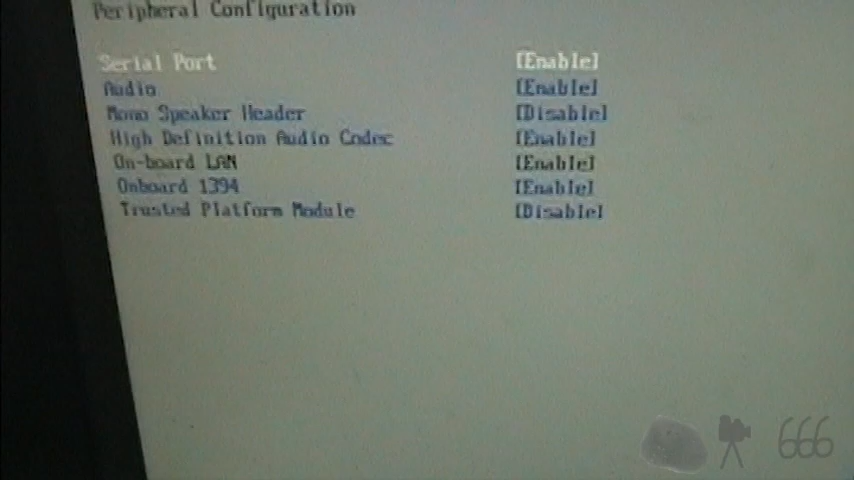 Peripheral Configuration
Serial Port [Enable]
Audio [Enable]
Mono Speaker Header [Disable]
High Definition Audio Codec [Enable]
On-board LAN [Enable]
Onboard 1394 [Enable]
Trusted Platform Module [Disable]
666